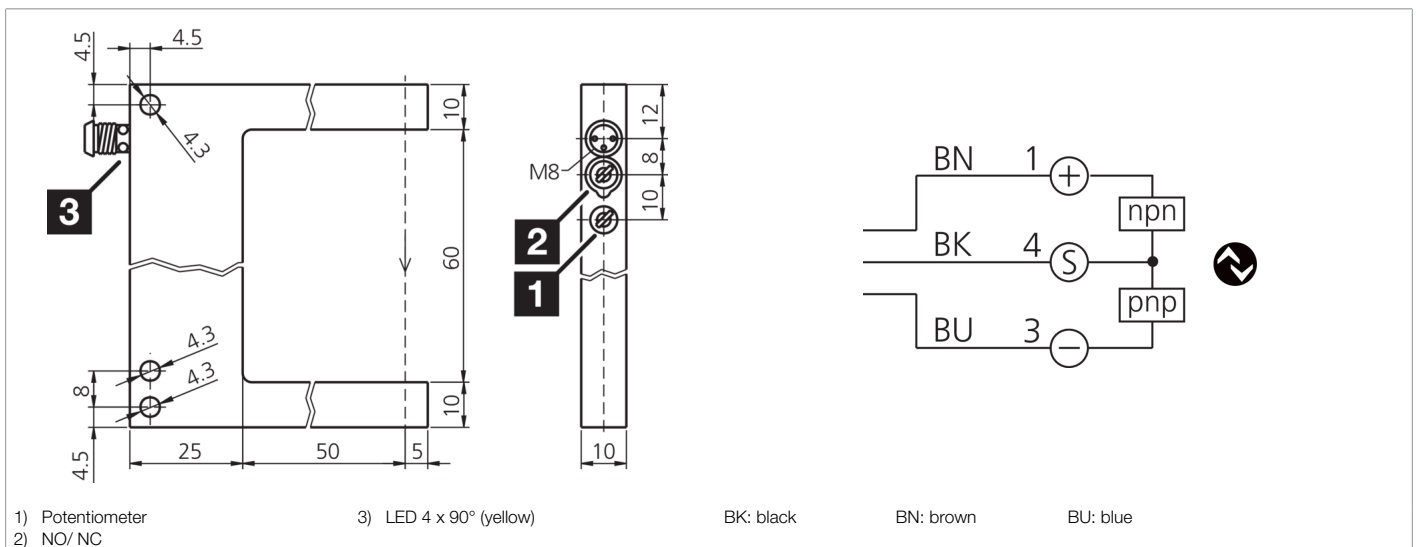 4.5
4.5
4.3
3
10
60
10
4.3
4.3
8
4.5
25
50
5
12
8
10
M8
2
1
10
BN
1
+
npn
BK
4
S
pnp
BU
3
−
1) Potentiometer
2) NO/ NC
3) LED 4 x 90° (yellow)
BK: black
BN: brown
BU: blue